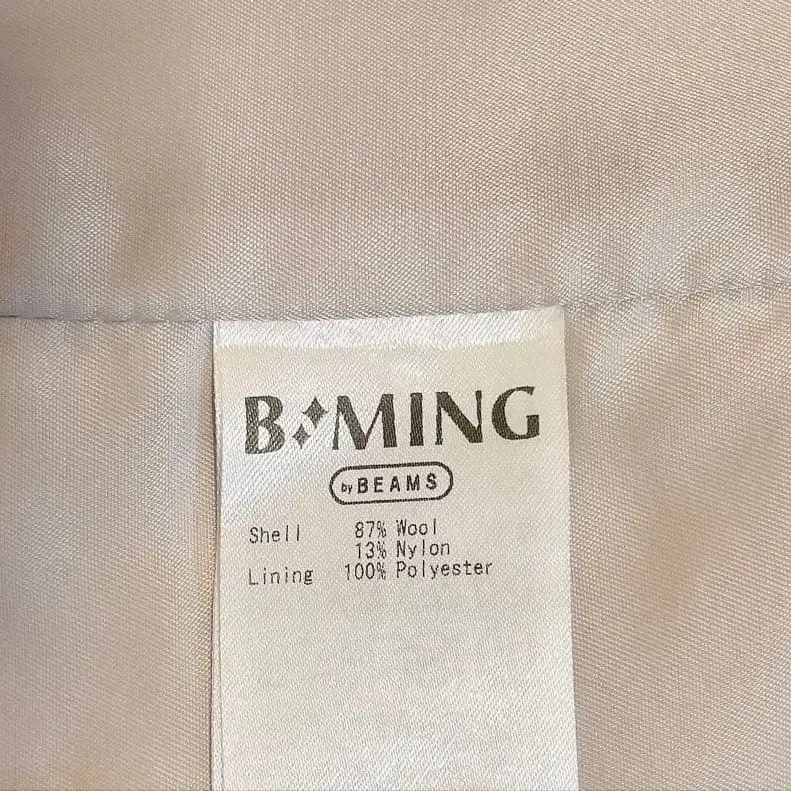 B MING
by BEAMS
Shell 87% Wool
13% Nylon
Lining 100% Polyester